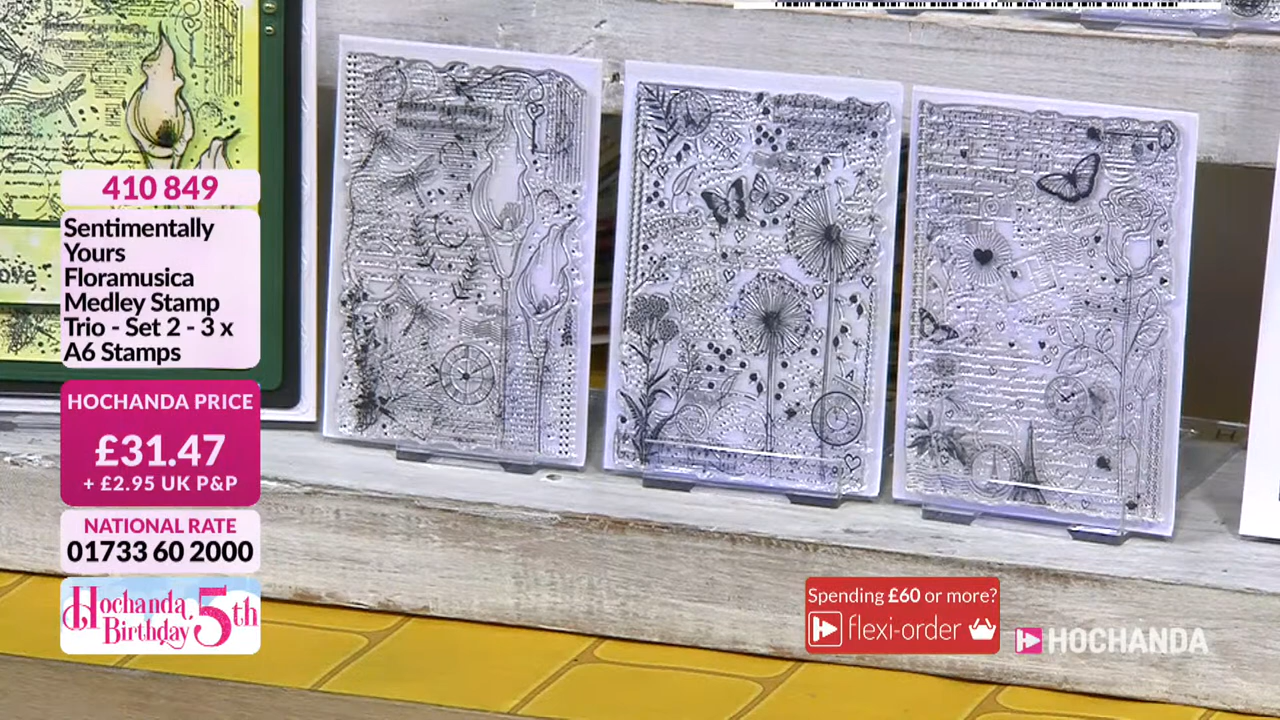 410 849
Sentimentally
Yours
Floramusica
Medley Stamp
Trio - Set 2 - 3 x
A6 Stamps
HOCHANDA PRICE
£31.47
+ £2.95 UK P&P
NATIONAL RATE
01733 60 2000
Hochanda
Birthday 5th
Spending £60 or more?
flexi-order
HOCHANDA